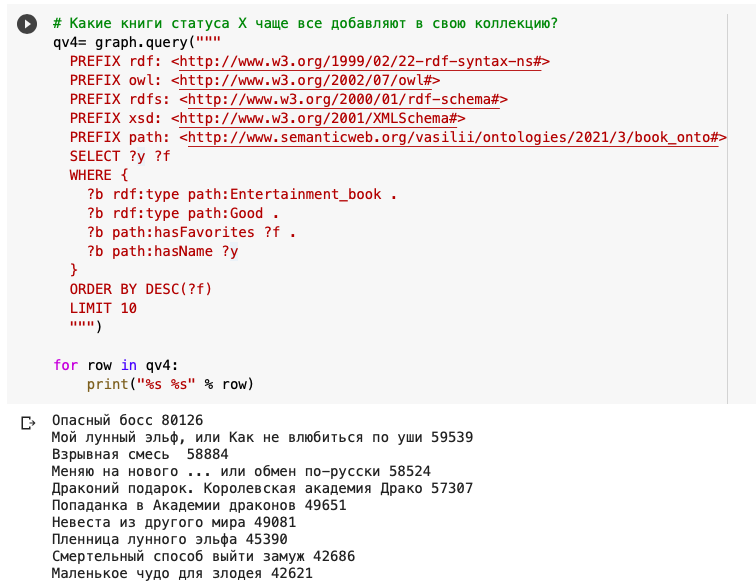 # Какие книги статуса X чаще все добавляют в свою коллекцию?
qv4= graph.query("""
PREFIX rdf: <http://www.w3.org/1999/02/22-rdf-syntax-ns#>
PREFIX owl: <http://www.w3.org/2002/07/owl#>
PREFIX rdfs: <http://www.w3.org/2000/01/rdf-schema#>
PREFIX xsd: <http://www.w3.org/2001/XMLSchema#>
PREFIX path: <http://www.semanticweb.org/vasilii/ontologies/2021/3/book_onto#>
SELECT ?y ?f
WHERE {
?b rdf:type path:Entertainment_book .
?b rdf:type path:Good .
?b path:hasFavorites ?f .
?b path:hasName ?y
}
ORDER BY DESC(?f)
LIMIT 10
""")
for row in qv4:
print("%s %s" % row)
Опасный босс 80126
Мой лунный эльф, или Как не влюбиться по уши 59539
Взрывная смесь  58884
Меняю на нового ... или обмен по-русски 58524
Драконий подарок. Королевская академия Драко 57307
Попаданка в Академии драконов 49651
Невеста из другого мира 49081
Пленница лунного эльфа 45390
Смертельный способ выйти замуж 42686
Маленькое чудо для злодея 42621